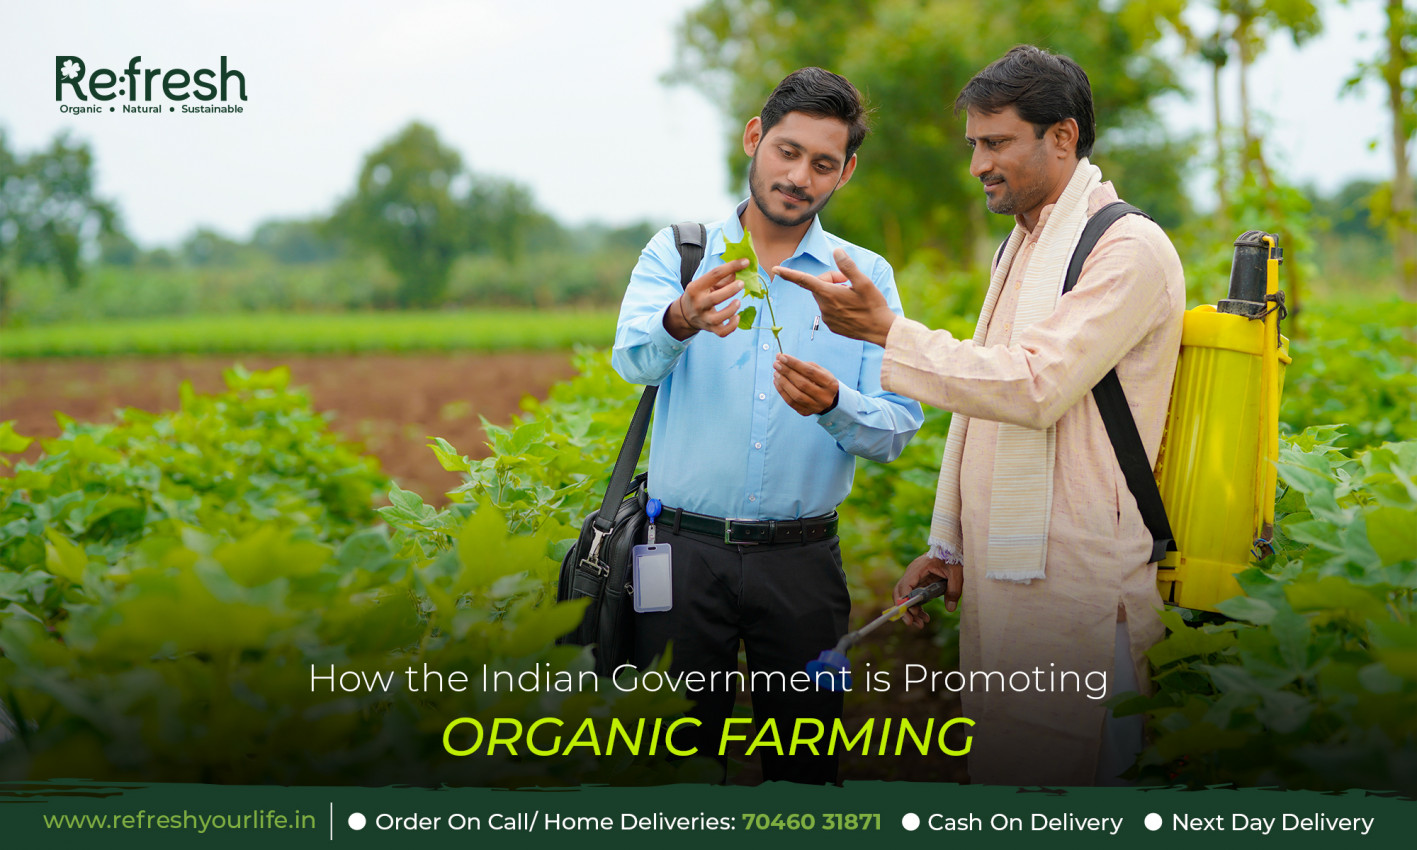 Re:fresh
Organic • Natural • Sustainable
How the Indian Government is Promoting
ORGANIC FARMING
www.refreshyourlife.in | ● Order On Call/ Home Deliveries: 70460 31871 ● Cash On Delivery ● Next Day Delivery